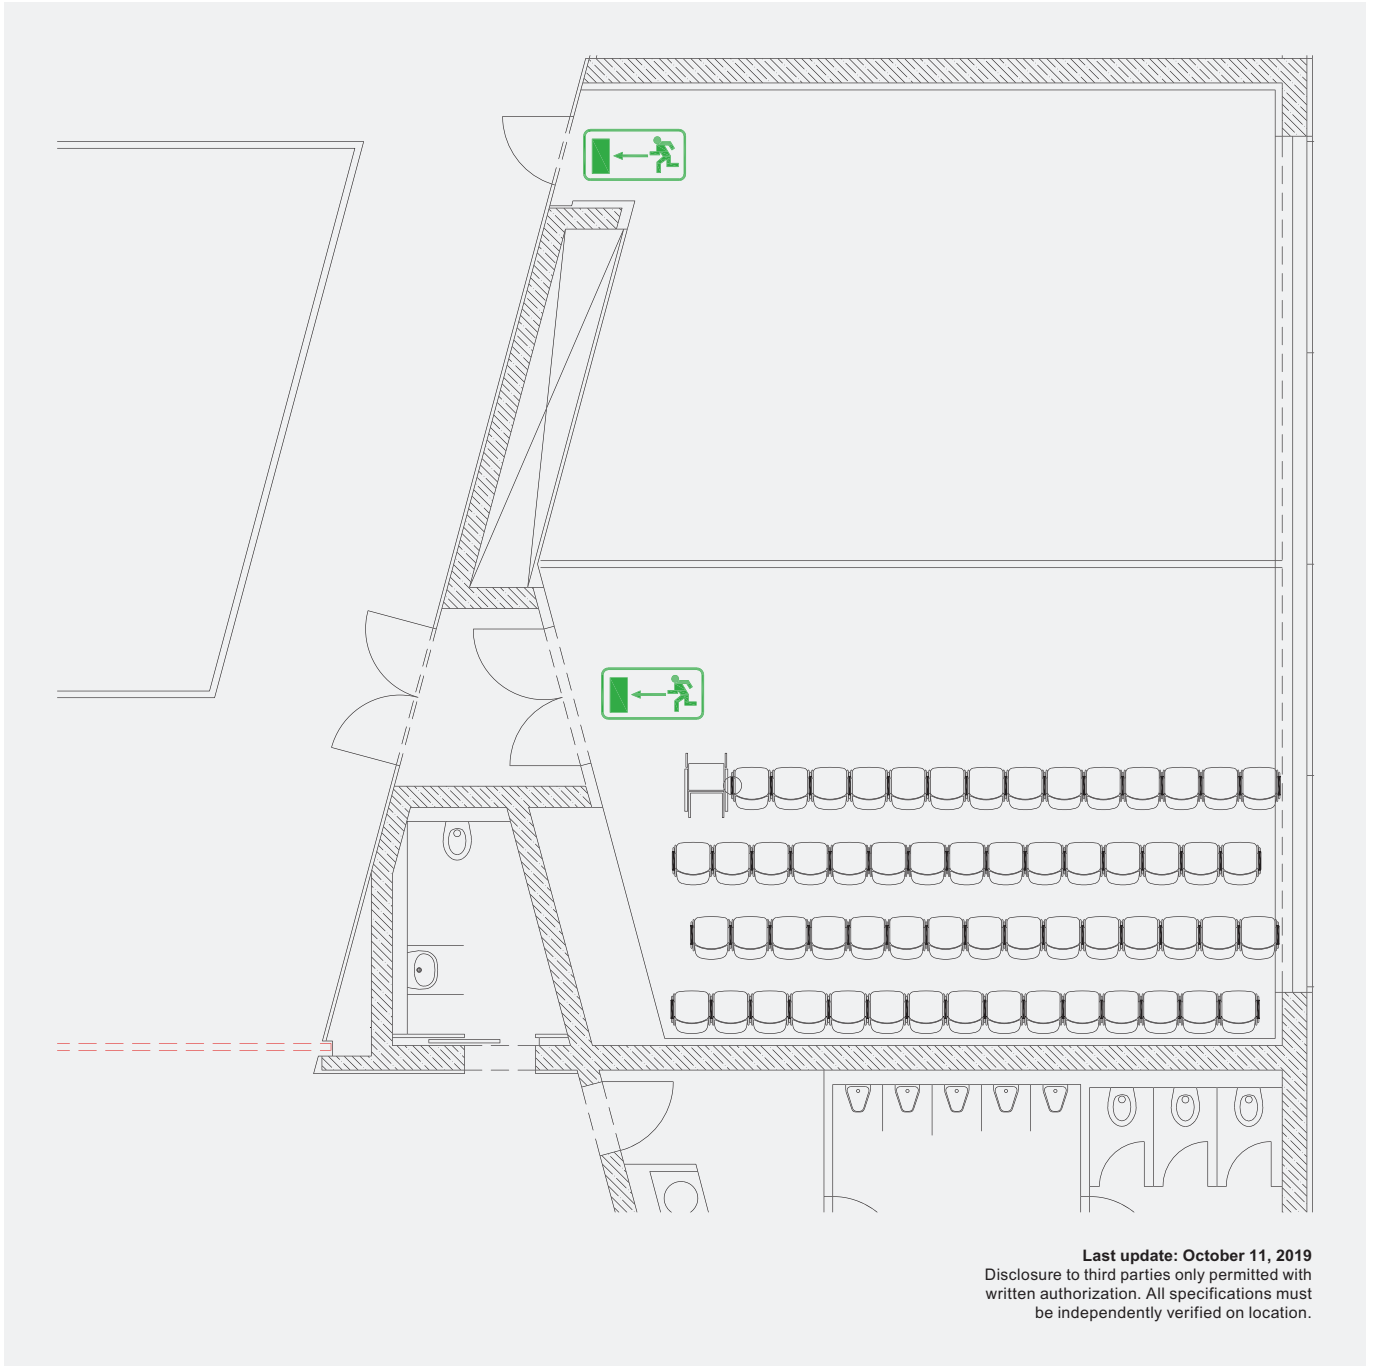 Last update: October 11, 2019
Disclosure to third parties only permitted with
written authorization. All specifications must
be independently verified on location.